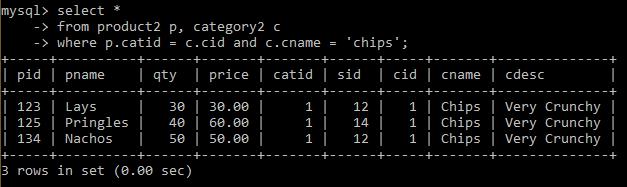 mysql> select *
    -> from product2 p, category2 c
    -> where p.catid = c.cid and c.cname = 'chips';
+-----+----------+-----+-------+-------+-----+-----+-------+--------------+
| pid | pname    | qty | price | catid | sid | cid | cname | cdesc        |
+-----+----------+-----+-------+-------+-----+-----+-------+--------------+
| 123 | Lays     |  30 | 30.00 |     1 |  12 |   1 | Chips | Very Crunchy |
| 125 | Pringles |  40 | 60.00 |     1 |  14 |   1 | Chips | Very Crunchy |
| 134 | Nachos   |  50 | 50.00 |     1 |  12 |   1 | Chips | Very Crunchy |
+-----+----------+-----+-------+-------+-----+-----+-------+--------------+
3 rows in set (0.00 sec)